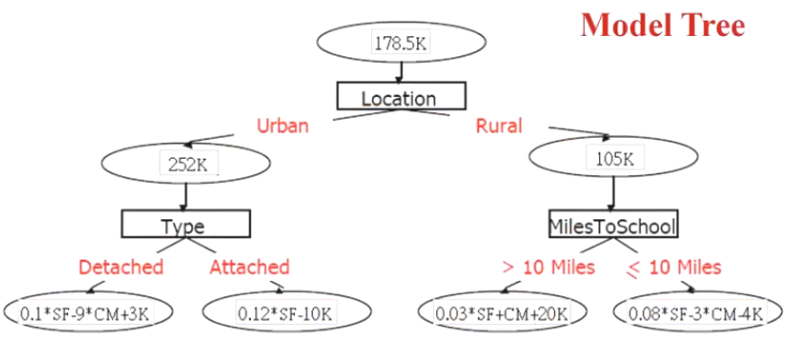 Model Tree
178.5K
Location
Urban
Rural
252K
105K
Type
MilesToSchool
Detached
Attached
> 10 Miles
≤ 10 Miles
0.1*SF-9*CM+3K
0.12*SF-10K
0.03*SF+CM+20K
0.08*SF-3*CM-4K